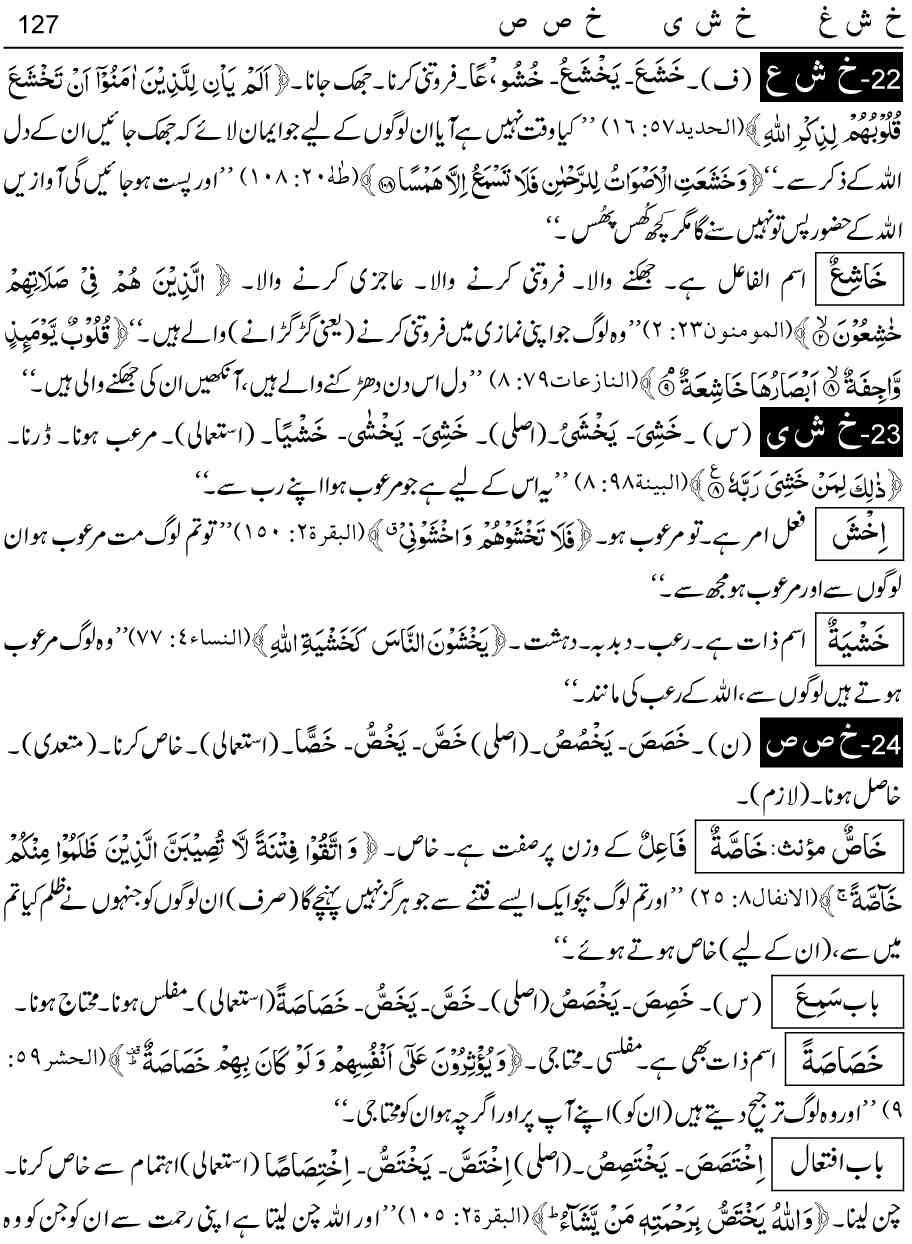 خ ش غ خ ش ی خ ص ص 127
22-خ ش ع (ف)۔ خَشَعَ۔ يَخْشَعُ۔ خُشُوْعًا۔ فروتنی کرنا۔ جھک جانا۔ ﴿اَلَمْ يَاْنِ لِلَّذِيْنَ اٰمَنُوْٓا اَنْ تَخْشَعَ
قُلُوْبُهُمْ لِذِكْرِ اللّٰهِ﴾ (الحدید۵۷: ۱۶) ’’کیا وقت نہیں ہے آیا ان لوگوں کے لیے جو ایمان لائے کہ جھک جائیں ان کے دل
اللہ کے ذکر سے۔‘‘ ﴿وَخَشَعَتِ الْاَصْوَاتُ لِلرَّحْمٰنِ فَلَا تَسْمَعُ اِلَّا هَمْسًا ۝۱۰۸﴾ (طٰہٰ۲۰: ۱۰۸) ’’اور پست ہو جائیں گی آوازیں
اللہ کے حضور پس تو نہیں سنے گا مگر کچھ کُھس پُھس ۔‘‘
خَاشِعٌ اسم الفاعل ہے۔ جھکنے والا۔ فروتنی کرنے والا۔ عاجزی کرنے والا۔ ﴿الَّذِيْنَ هُمْ فِىْ صَلَاتِهِمْ
خٰشِعُوْنَ ۙ۝۲﴾ (المومنون۲۳: ۲) ’’وہ لوگ جو اپنی نماز ی میں فروتنی کرنے (یعنی گڑگڑانے) والے ہیں۔‘‘ ﴿قُلُوْبٌ يَّوْمَىِٕذٍ
وَّاجِفَةٌ ۙ۝۸ اَبْصَارُهَا خَاشِعَةٌ ۘ۝۹﴾ (النازعات۷۹: ۸) ’’دل اس دن دھڑکنے والے ہیں، آنکھیں ان کی جھکنے والی ہیں۔‘‘
23-خ ش ی (س) ۔ خَشِیَ۔ يَخْشَیُ۔ (اصلی)۔ خَشِیَ۔ يَخْشٰی۔ خَشْيًا۔ (استعمالی)۔ مرعب ہونا۔ ڈرنا۔
﴿ذٰلِكَ لِمَنْ خَشِىَ رَبَّهٗ ۝۸ ع﴾ (البینۃ۹۸: ۸) ’’یہ اس کے لیے ہے جو مرعوب ہوا اپنے رب سے۔‘‘
اِخْشَ فعل امر ہے۔ تو مرعوب ہو۔ ﴿فَلَا تَخْشَوْهُمْ وَاخْشَوْنِىْ ق﴾ (البقرۃ۲: ۱۵۰) ’’تو تم لوگ مت مرعوب ہو ان
لوگوں سے اور مرعوب ہو مجھ سے۔‘‘
خَشْيَةٌ اسم ذات ہے۔ رعب۔ دبدبہ۔ دہشت۔ ﴿يَخْشَوْنَ النَّاسَ كَخَشْيَةِ اللّٰهِ﴾ (النساء۴: ۷۷) ’’وہ لوگ مرعوب
ہوتے ہیں لوگوں سے، اللہ کے رعب کی مانند۔‘‘
24-خ ص ص (ن)۔ خَصَصَ۔ يَخْصُصُ۔ (اصلی) خَصَّ۔ يَخُصُّ۔ خَصًّا۔ (استعمالی)۔ خاص کرنا۔ (متعدی)۔
خاصل ہونا۔ (لازم)۔
خَاصٌّ مؤنث: خَاصَّةٌ فَاعِلٌ کے وزن پر صفت ہے۔ خاص۔ ﴿وَاتَّقُوْا فِتْنَةً لَّا تُصِيْبَنَّ الَّذِيْنَ ظَلَمُوْا مِنْكُمْ
خَآصَّةً ۚ﴾ (الانفال۸: ۲۵) ’’اور تم لوگ بچو ایک ایسے فتنے سے جو ہر گز نہیں پہنچے گا (صرف) ان لوگوں کو جنہوں نے ظلم کیا تم
میں سے، (ان کے لیے) خاص ہوتے ہوئے۔‘‘
باب سَمِعَ (س)۔ خَصِصَ۔ يَخْصَصُ (اصلی)۔ خَصَّ۔ يَخَصُّ۔ خَصَاصَةً (استعمالی)۔ مفلس ہونا۔ محتاج ہونا۔
خَصَاصَةً اسم ذات بھی ہے۔ مفلسی۔ محتاجی۔ ﴿وَيُؤْثِرُوْنَ عَلٰٓى اَنْفُسِهِمْ وَلَوْ كَانَ بِهِمْ خَصَاصَةٌ ؕ﴾ (الحشر۵۹:
۹) ’’اور وہ لوگ ترجیح دیتے ہیں (ان کو) اپنے آپ پر اور اگرچہ ہو ان کو محتاجی۔‘‘
باب افتعال اِخْتَصَصَ۔ يَخْتَصِصُ۔ (اصلی) اِخْتَصَّ۔ يَخْتَصُّ۔ اِخْتِصَاصًا (استعمالی) اہتمام سے خاص کرنا۔
چن لینا۔ ﴿وَاللّٰهُ يَخْتَصُّ بِرَحْمَتِهٖ مَنْ يَّشَآءُ ؕ﴾ (البقرۃ۲: ۱۰۵) ’’اور اللہ چن لیتا ہے اپنی رحمت سے ان کو جن کو وہ